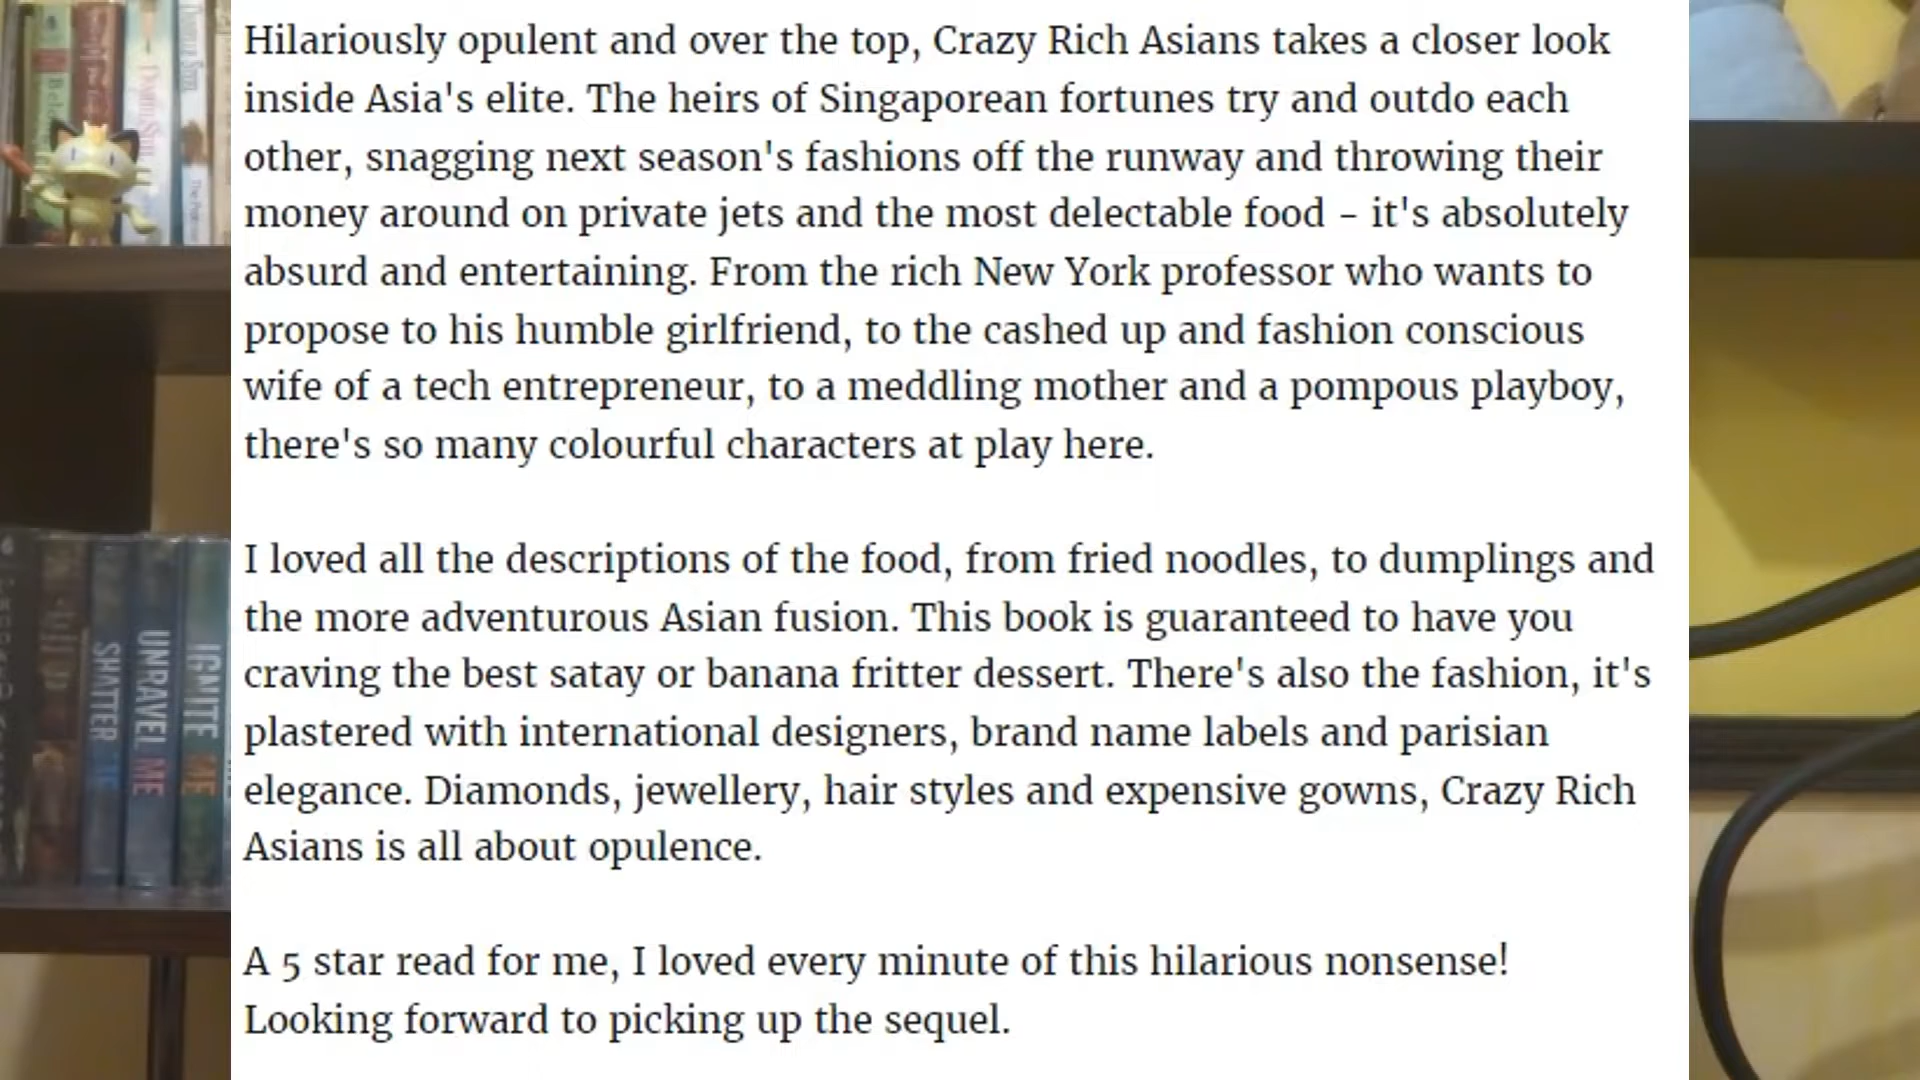 Hilariously opulent and over the top, Crazy Rich Asians takes a closer look
inside Asia's elite. The heirs of Singaporean fortunes try and outdo each
other, snagging next season's fashions off the runway and throwing their
money around on private jets and the most delectable food – it's absolutely
absurd and entertaining. From the rich New York professor who wants to
propose to his humble girlfriend, to the cashed up and fashion conscious
wife of a tech entrepreneur, to a meddling mother and a pompous playboy,
there's so many colourful characters at play here.
I loved all the descriptions of the food, from fried noodles, to dumplings and
the more adventurous Asian fusion. This book is guaranteed to have you
craving the best satay or banana fritter dessert. There's also the fashion, it's
plastered with international designers, brand name labels and parisian
elegance. Diamonds, jewellery, hair styles and expensive gowns, Crazy Rich
Asians is all about opulence.
A 5 star read for me, I loved every minute of this hilarious nonsense!
Looking forward to picking up the sequel.
SHATTER ME
UNRAVEL ME
IGNITE ME